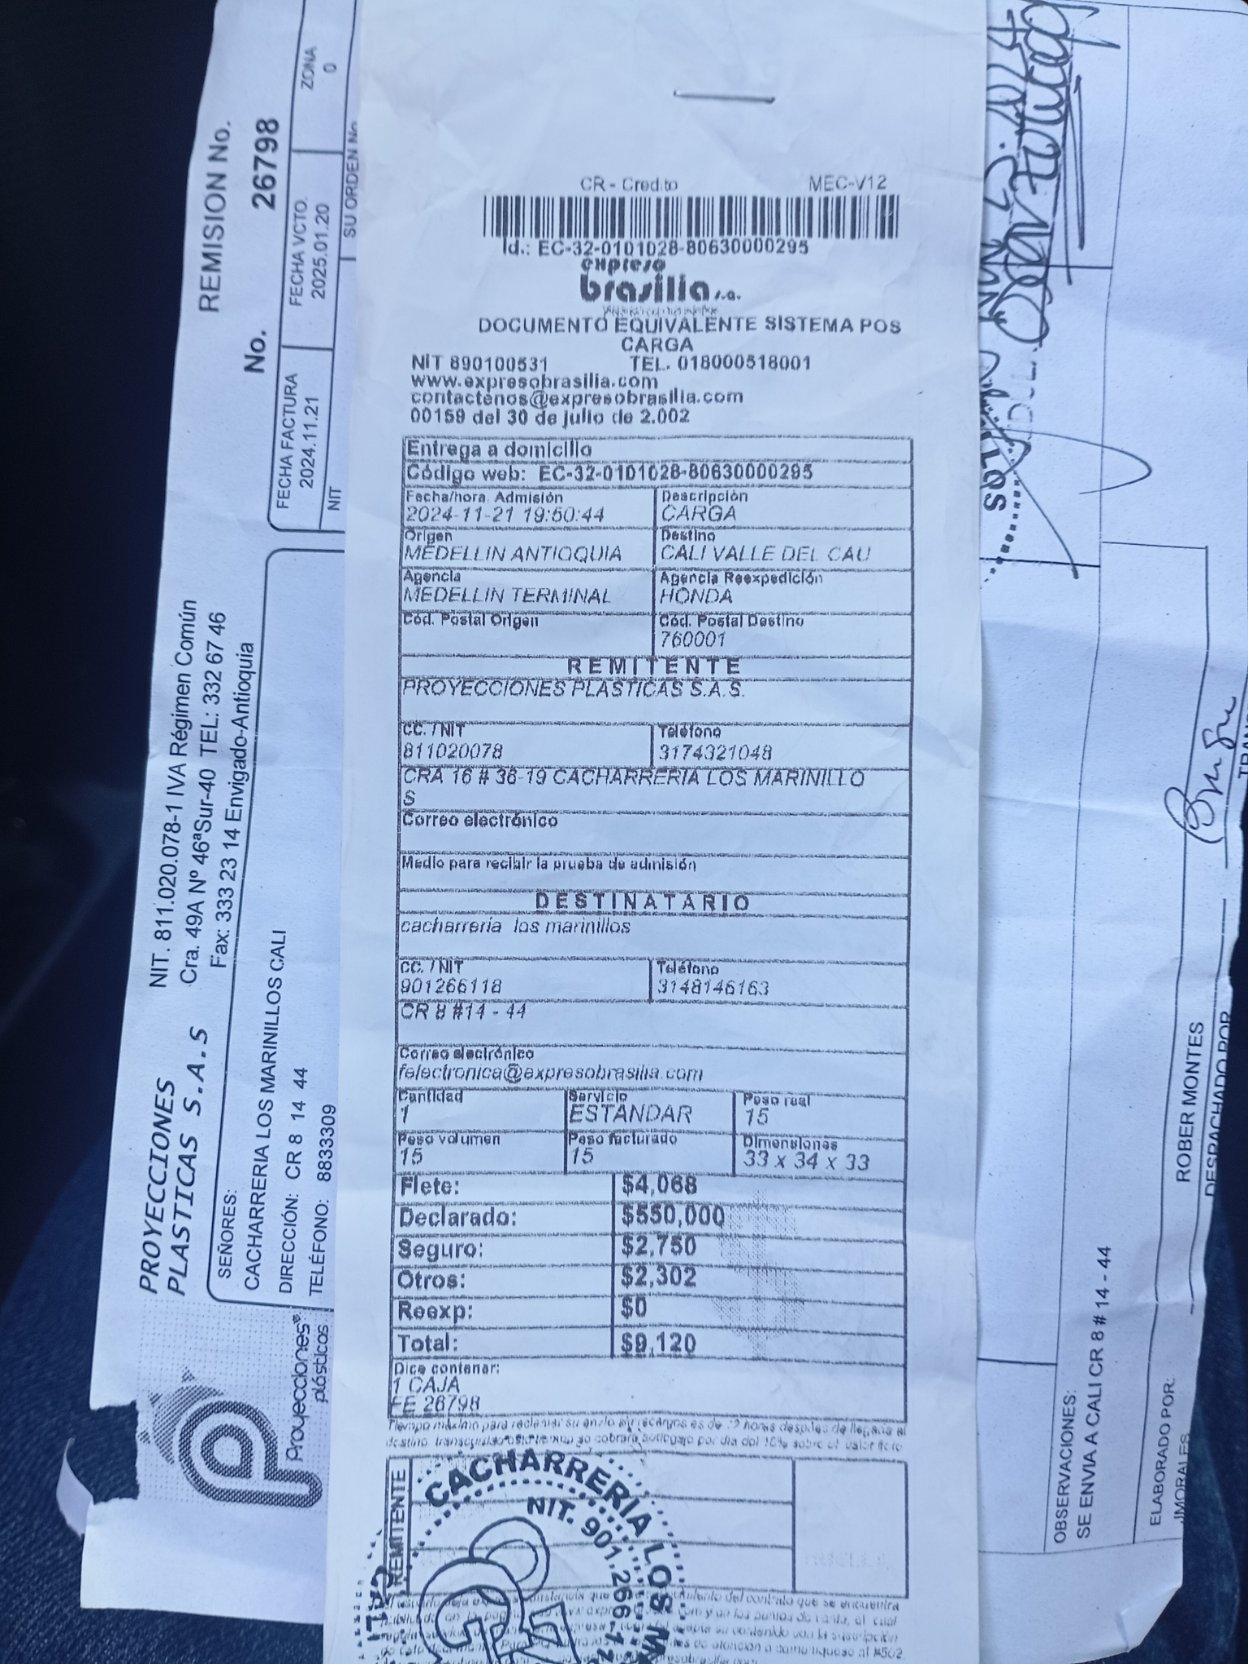 CR - Credito MEC-V12
Id.: EC-32-0101028-80630000295
expreso
brasilia s.a.
DOCUMENTO EQUIVALENTE SISTEMA POS
CARGA
NIT 890100531 TEL. 018000518001
www.expresobrasilia.com
contactenos@expresobrasilia.com
00159 del 30 de julio de 2.002
Entrega a domicilio
Código web: EC-32-0101028-80630000295
Fecha/hora Admisión Descripción
2024-11-21 19:50:44 CARGA
Origen Destino
MEDELLIN ANTIOQUIA CALI VALLE DEL CAU
Agencia Agencia Reexpedición
MEDELLIN TERMINAL HONDA
Cód. Postal Origen Cód. Postal Destino
760001
REMITENTE
PROYECCIONES PLASTICAS S.A.S.
CC. / NIT Teléfono
811020078 3174321048
CRA 16 # 36-19 CACHARRERIA LOS MARINILLO
S
Correo electrónico
Medio para recibir la prueba de admisión
DESTINATARIO
cacharreria los marinillos
CC. / NIT Teléfono
901266118 3148146163
CR 8 #14 - 44
Correo electrónico
felectronica@expresobrasilia.com
Cantidad Servicio Peso real
1 ESTANDAR 15
Peso volumen Peso facturado Dimensiones
15 15 33 x 34 x 33
Flete: $4,068
Declarado: $550,000
Seguro: $2,750
Otros: $2,302
Reexp: $0
Total: $9,120
Dice contener:
1 CAJA
FE 26798
REMITENTE
CACHARRERIA LOS M
NIT. 901.266.1
CALI
Proyecciones
plásticos
PROYECCIONES
PLASTICAS S.A.S
NIT. 811.020.078-1 IVA Régimen Común
Cra. 49A Nº 46ªSur-40 TEL: 332 67 46
Fax: 333 23 14 Envigado-Antioquia
REMISION No.
No. 26798
SEÑORES:
CACHARRERIA LOS MARINILLOS CALI
DIRECCIÓN: CR 8 14 44
TELÉFONO: 8833309
FECHA FACTURA FECHA VCTO. ZONA
2024.11.21 2025.01.20 0
NIT SU ORDEN No
OBSERVACIONES:
SE ENVIA A CALI CR 8 # 14 - 44
ELABORADO POR:
JMORALES
ROBER MONTES
DESPACHADO POR